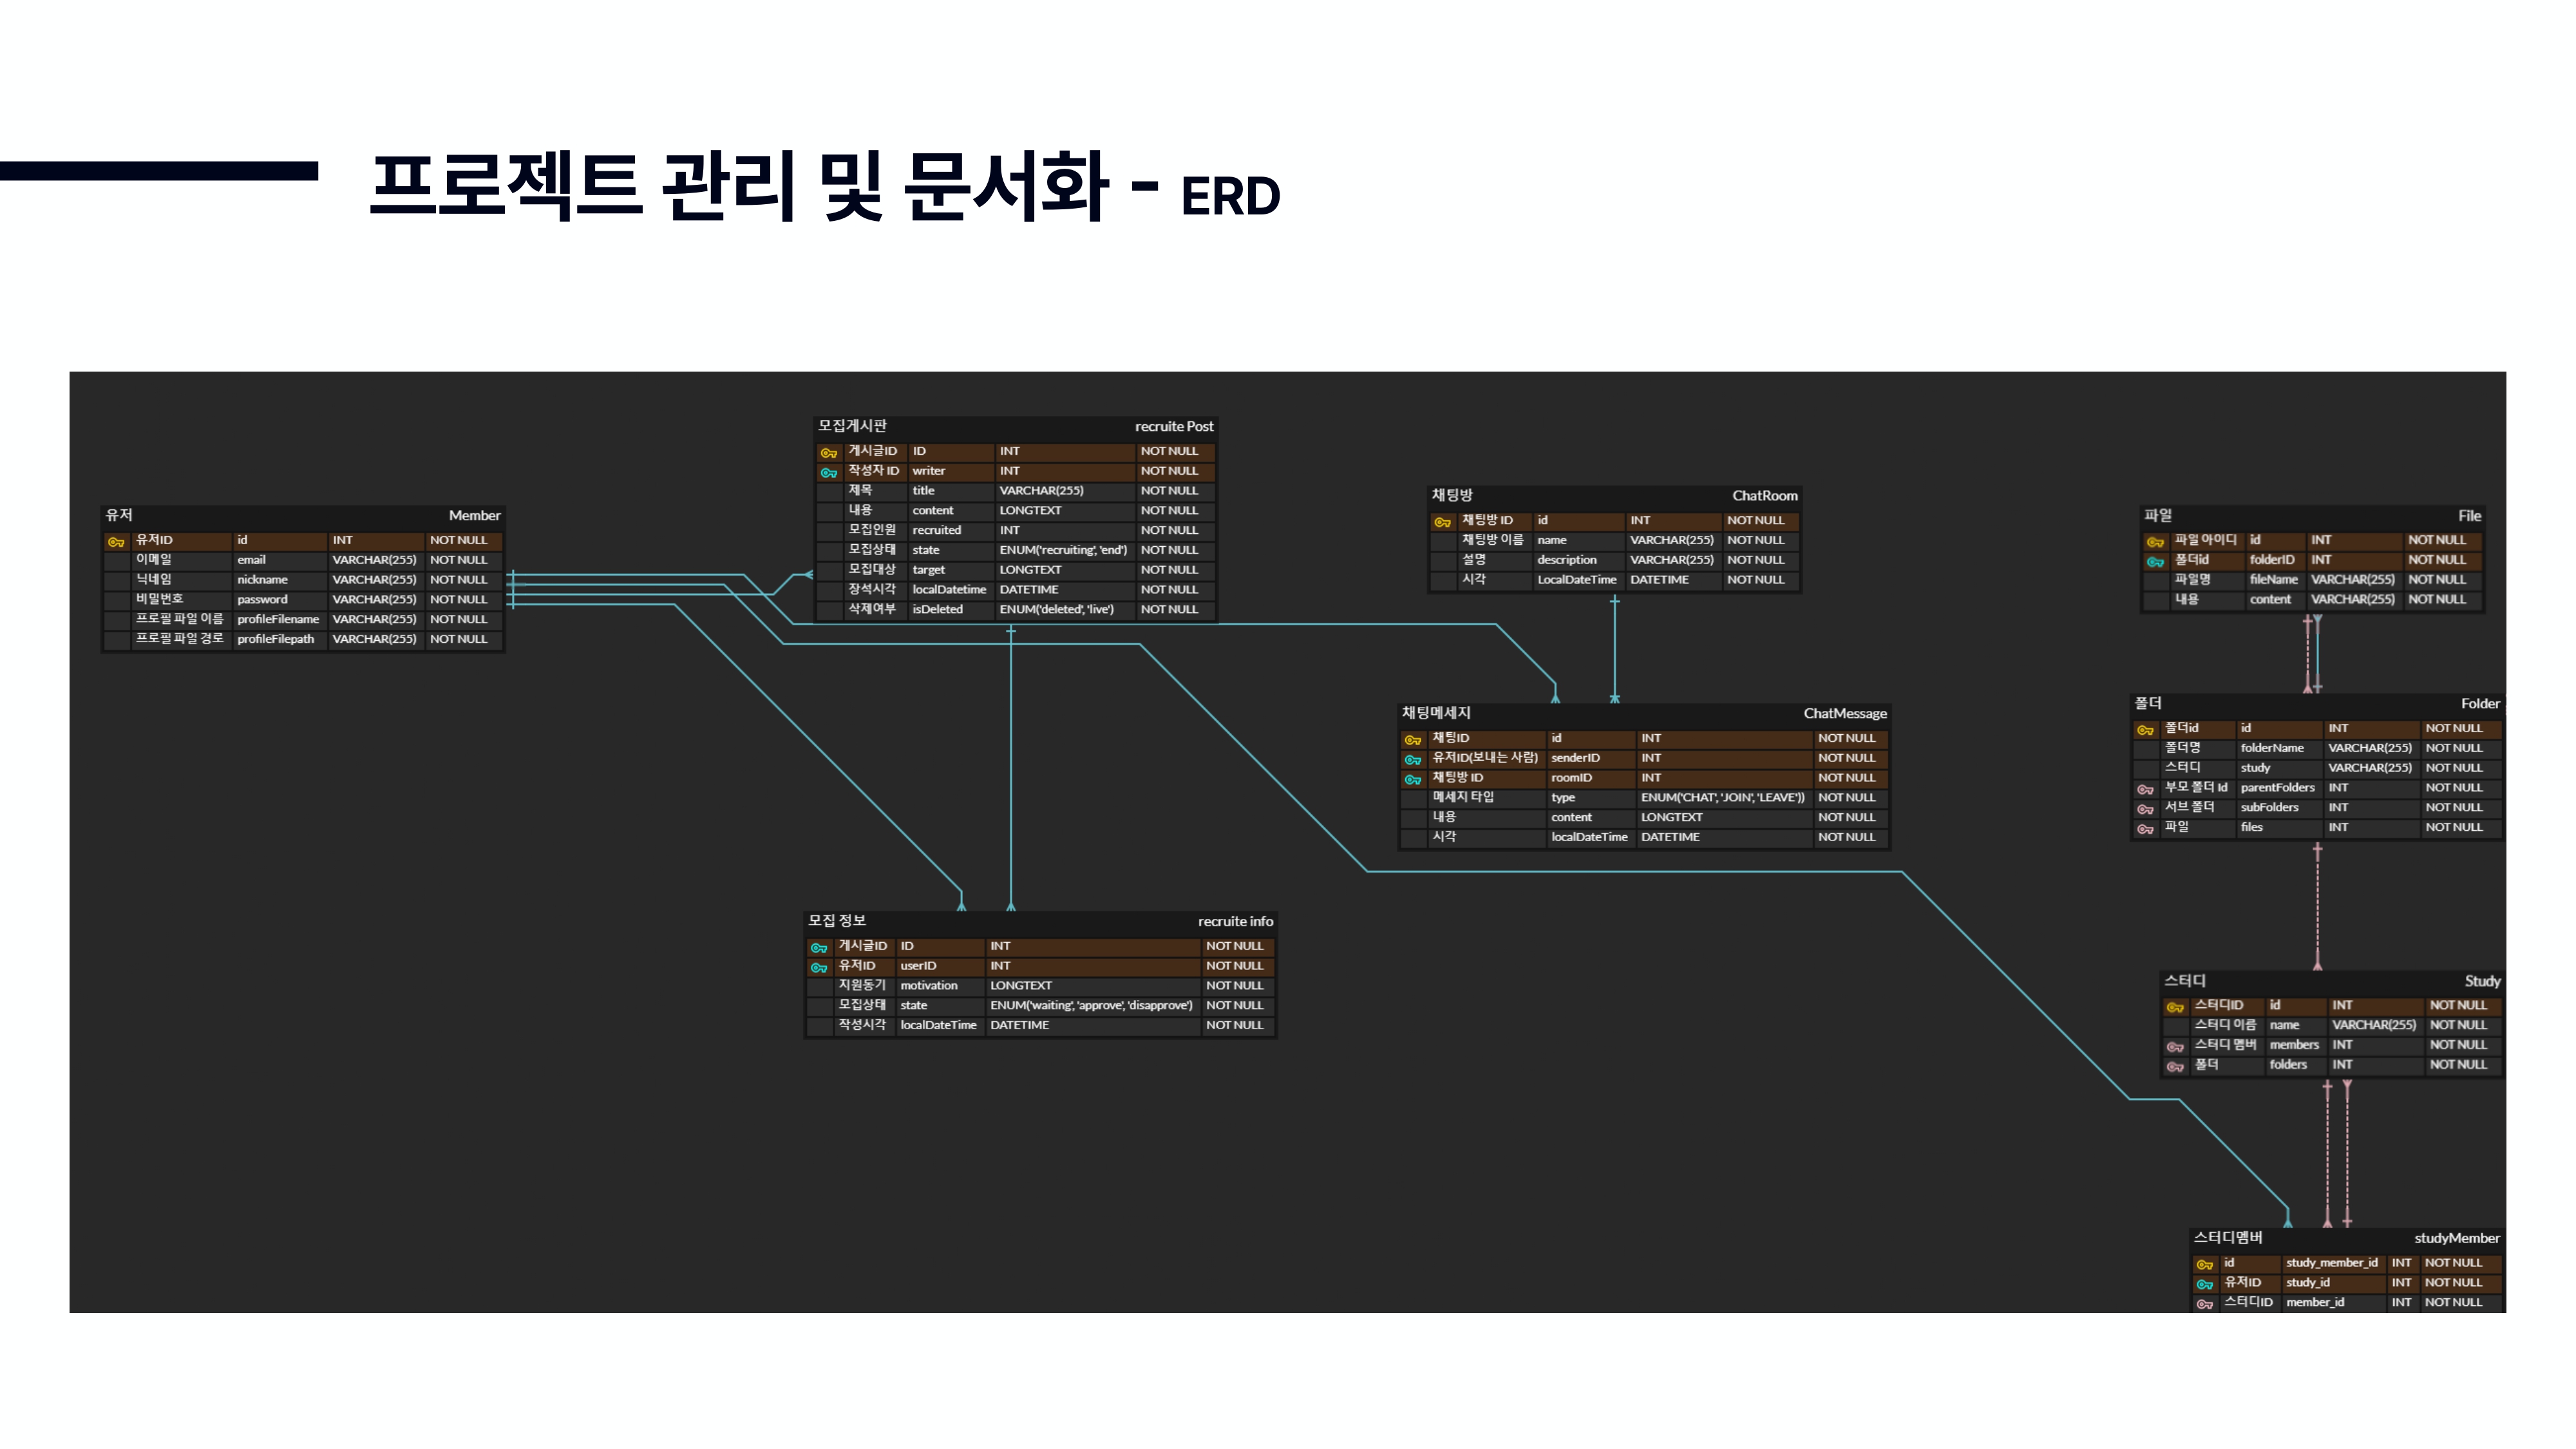 프로젝트 관리 및 문서화 - ERD
모집게시판 recruite Post
게시글ID ID INT NOT NULL
작성자 ID writer INT NOT NULL
제목 title VARCHAR(255) NOT NULL
내용 content LONGTEXT NOT NULL
모집인원 recruited INT NOT NULL
모집상태 state ENUM('recruiting', 'end') NOT NULL
모집대상 target LONGTEXT NOT NULL
장석시각 localDatetime DATETIME NOT NULL
삭제여부 isDeleted ENUM('deleted', 'live') NOT NULL
유저 Member
유저ID id INT NOT NULL
이메일 email VARCHAR(255) NOT NULL
닉네임 nickname VARCHAR(255) NOT NULL
비밀번호 password VARCHAR(255) NOT NULL
프로필 파일 이름 profileFilename VARCHAR(255) NOT NULL
프로필 파일 경로 profileFilepath VARCHAR(255) NOT NULL
채팅방 ChatRoom
채팅방 ID id INT NOT NULL
채팅방 이름 name VARCHAR(255) NOT NULL
설명 description VARCHAR(255) NOT NULL
시각 LocalDateTime DATETIME NOT NULL
파일 File
파일 아이디 id INT NOT NULL
폴더id folderID INT NOT NULL
파일명 fileName VARCHAR(255) NOT NULL
내용 content VARCHAR(255) NOT NULL
채팅메세지 ChatMessage
채팅ID id INT NOT NULL
유저ID(보내는 사람) senderID INT NOT NULL
채팅방 ID roomID INT NOT NULL
메세지 타입 type ENUM('CHAT', 'JOIN', 'LEAVE')) NOT NULL
내용 content LONGTEXT NOT NULL
시각 localDateTime DATETIME NOT NULL
폴더 Folder
폴더id id INT NOT NULL
폴더명 folderName VARCHAR(255) NOT NULL
스터디 study VARCHAR(255) NOT NULL
부모 폴더 Id parentFolders INT NOT NULL
서브 폴더 subFolders INT NOT NULL
파일 files INT NOT NULL
모집 정보 recruite info
게시글ID ID INT NOT NULL
유저ID userID INT NOT NULL
지원동기 motivation LONGTEXT NOT NULL
모집상태 state ENUM('waiting', 'approve', 'disapprove') NOT NULL
작성시각 localDateTime DATETIME NOT NULL
스터디 Study
스터디ID id INT NOT NULL
스터디 이름 name VARCHAR(255) NOT NULL
스터디 멤버 members INT NOT NULL
폴더 folders INT NOT NULL
스터디멤버 studyMember
id study_member_id INT NOT NULL
유저ID study_id INT NOT NULL
스터디ID member_id INT NOT NULL